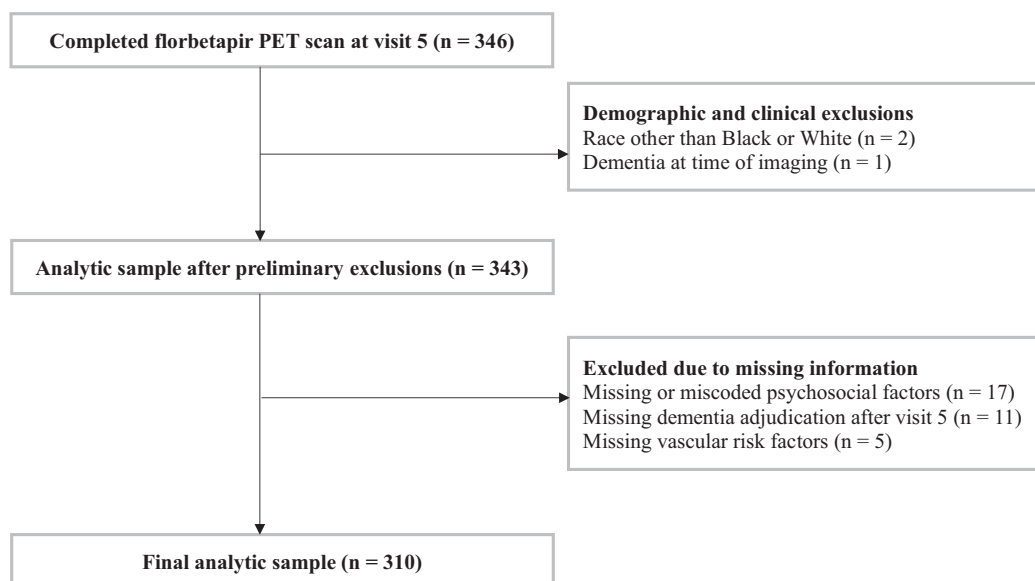 Completed florbetapir PET scan at visit 5 (n = 346)
Demographic and clinical exclusions
Race other than Black or White (n = 2)
Dementia at time of imaging (n = 1)
Analytic sample after preliminary exclusions (n = 343)
Excluded due to missing information
Missing or miscoded psychosocial factors (n = 17)
Missing dementia adjudication after visit 5 (n = 11)
Missing vascular risk factors (n = 5)
Final analytic sample (n = 310)